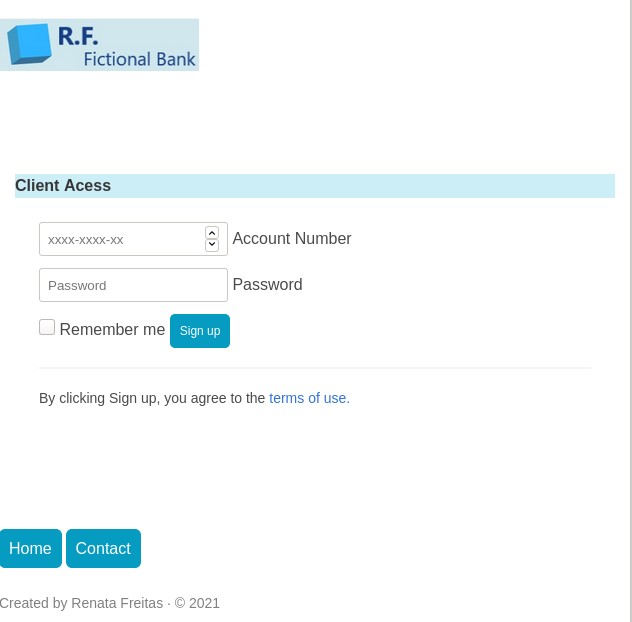 R.F.
Fictional Bank
Client Acess
xxxx-xxxx-xx Account Number
Password Password
Remember me Sign up
By clicking Sign up, you agree to the terms of use.
Home Contact
Created by Renata Freitas · © 2021